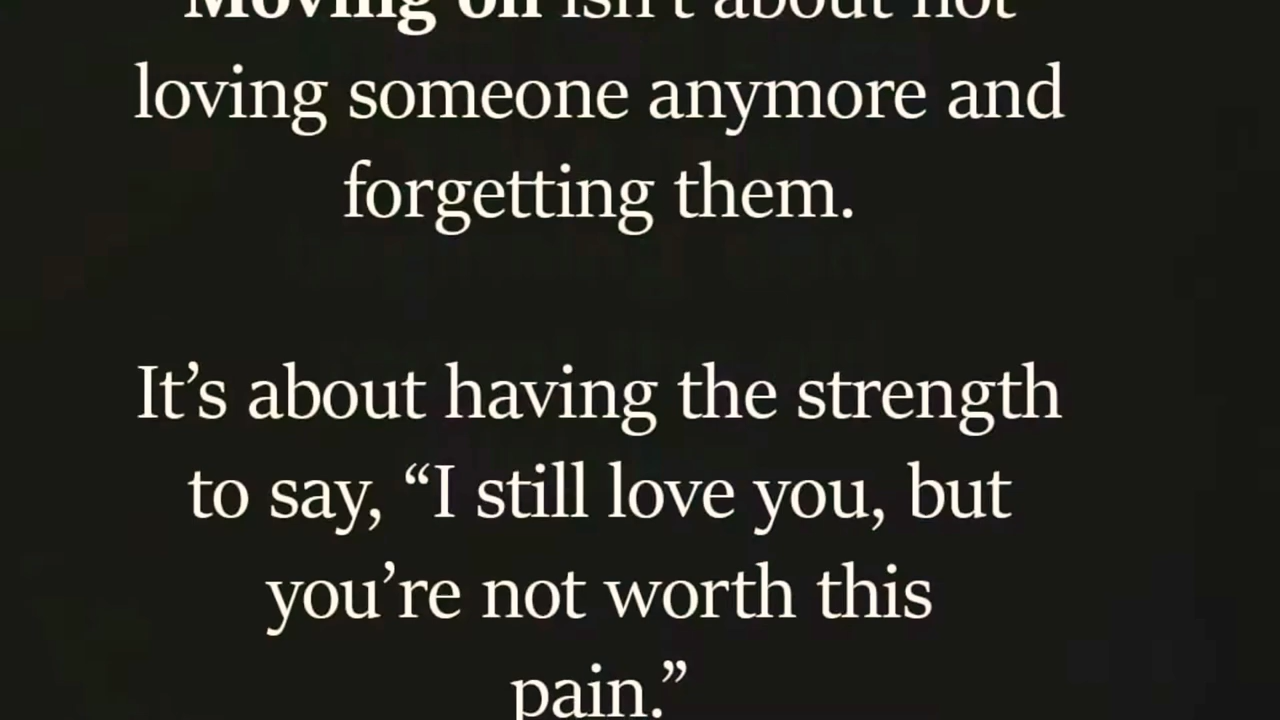 Moving on isn’t about not
loving someone anymore and
forgetting them.
It’s about having the strength
to say, “I still love you, but
you’re not worth this
pain.”